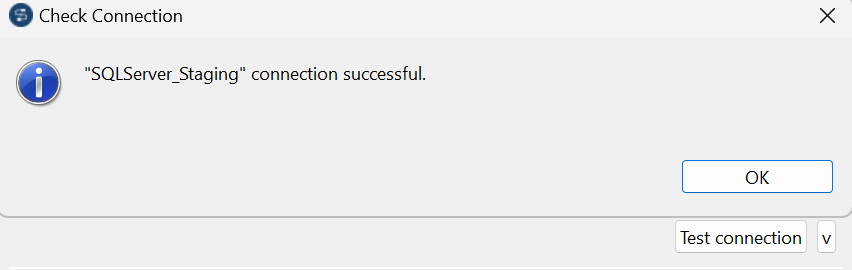 Check Connection
"SQLServer_Staging" connection successful.
OK
Test connection v